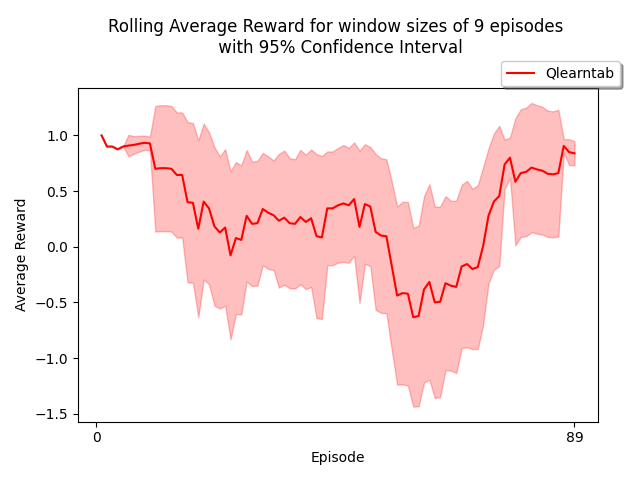 Rolling Average Reward for window sizes of 9 episodes
with 95% Confidence Interval
Qlearntab
1.0
0.5
0.0
−0.5
−1.0
−1.5
Average Reward
0
89
Episode